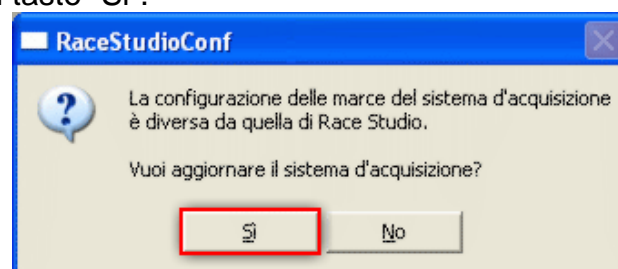 tasto "Sì".
RaceStudioConf
La configurazione delle marce del sistema d'acquisizione
è diversa da quella di Race Studio.
Vuoi aggiornare il sistema d'acquisizione?
Sì
No